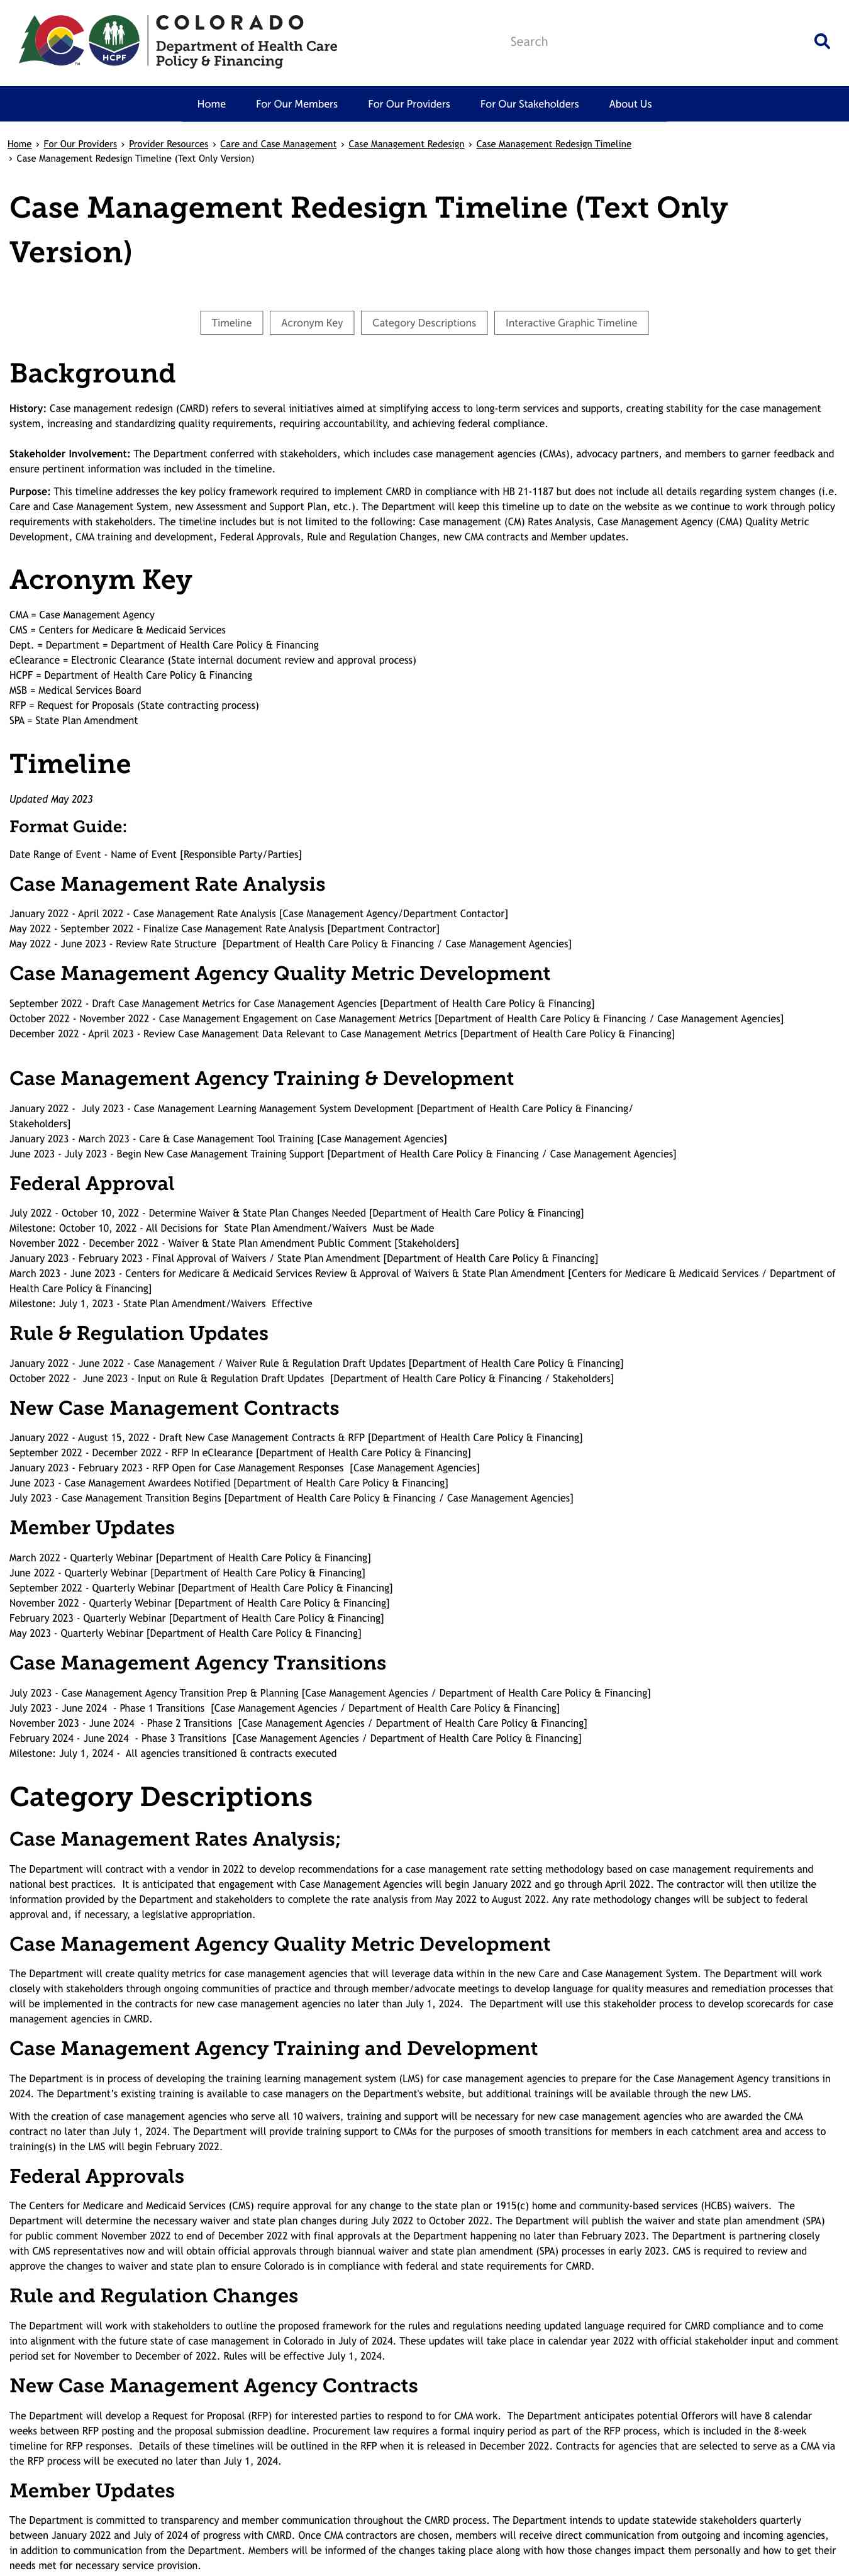 COLORADO
Department of Health Care
Policy & Financing
HCPF
TM
Search
Home
For Our Members
For Our Providers
For Our Stakeholders
About Us
Home › For Our Providers › Provider Resources › Care and Case Management › Case Management Redesign › Case Management Redesign Timeline
› Case Management Redesign Timeline (Text Only Version)
Case Management Redesign Timeline (Text Only
Version)
Timeline
Acronym Key
Category Descriptions
Interactive Graphic Timeline
Background
History: Case management redesign (CMRD) refers to several initiatives aimed at simplifying access to long-term services and supports, creating stability for the case management
system, increasing and standardizing quality requirements, requiring accountability, and achieving federal compliance.
Stakeholder Involvement: The Department conferred with stakeholders, which includes case management agencies (CMAs), advocacy partners, and members to garner feedback and
ensure pertinent information was included in the timeline.
Purpose: This timeline addresses the key policy framework required to implement CMRD in compliance with HB 21-1187 but does not include all details regarding system changes (i.e.
Care and Case Management System, new Assessment and Support Plan, etc.). The Department will keep this timeline up to date on the website as we continue to work through policy
requirements with stakeholders. The timeline includes but is not limited to the following: Case management (CM) Rates Analysis, Case Management Agency (CMA) Quality Metric
Development, CMA training and development, Federal Approvals, Rule and Regulation Changes, new CMA contracts and Member updates.
Acronym Key
CMA = Case Management Agency
CMS = Centers for Medicare & Medicaid Services
Dept. = Department = Department of Health Care Policy & Financing
eClearance = Electronic Clearance (State internal document review and approval process)
HCPF = Department of Health Care Policy & Financing
MSB = Medical Services Board
RFP = Request for Proposals (State contracting process)
SPA = State Plan Amendment
Timeline
Updated May 2023
Format Guide:
Date Range of Event - Name of Event [Responsible Party/Parties]
Case Management Rate Analysis
January 2022 - April 2022 - Case Management Rate Analysis [Case Management Agency/Department Contactor]
May 2022 - September 2022 - Finalize Case Management Rate Analysis [Department Contractor]
May 2022 - June 2023 - Review Rate Structure  [Department of Health Care Policy & Financing / Case Management Agencies]
Case Management Agency Quality Metric Development
September 2022 - Draft Case Management Metrics for Case Management Agencies [Department of Health Care Policy & Financing]
October 2022 - November 2022 - Case Management Engagement on Case Management Metrics [Department of Health Care Policy & Financing / Case Management Agencies]
December 2022 - April 2023 - Review Case Management Data Relevant to Case Management Metrics [Department of Health Care Policy & Financing]
Case Management Agency Training & Development
January 2022 -  July 2023 - Case Management Learning Management System Development [Department of Health Care Policy & Financing/
Stakeholders]
January 2023 - March 2023 - Care & Case Management Tool Training [Case Management Agencies]
June 2023 - July 2023 - Begin New Case Management Training Support [Department of Health Care Policy & Financing / Case Management Agencies]
Federal Approval
July 2022 - October 10, 2022 - Determine Waiver & State Plan Changes Needed [Department of Health Care Policy & Financing]
Milestone: October 10, 2022 - All Decisions for  State Plan Amendment/Waivers  Must be Made
November 2022 - December 2022 - Waiver & State Plan Amendment Public Comment [Stakeholders]
January 2023 - February 2023 - Final Approval of Waivers / State Plan Amendment [Department of Health Care Policy & Financing]
March 2023 - June 2023 - Centers for Medicare & Medicaid Services Review & Approval of Waivers & State Plan Amendment [Centers for Medicare & Medicaid Services / Department of
Health Care Policy & Financing]
Milestone: July 1, 2023 - State Plan Amendment/Waivers  Effective
Rule & Regulation Updates
January 2022 - June 2022 - Case Management / Waiver Rule & Regulation Draft Updates [Department of Health Care Policy & Financing]
October 2022 -  June 2023 - Input on Rule & Regulation Draft Updates  [Department of Health Care Policy & Financing / Stakeholders]
New Case Management Contracts
January 2022 - August 15, 2022 - Draft New Case Management Contracts & RFP [Department of Health Care Policy & Financing]
September 2022 - December 2022 - RFP In eClearance [Department of Health Care Policy & Financing]
January 2023 - February 2023 - RFP Open for Case Management Responses  [Case Management Agencies]
June 2023 - Case Management Awardees Notified [Department of Health Care Policy & Financing]
July 2023 - Case Management Transition Begins [Department of Health Care Policy & Financing / Case Management Agencies]
Member Updates
March 2022 - Quarterly Webinar [Department of Health Care Policy & Financing]
June 2022 - Quarterly Webinar [Department of Health Care Policy & Financing]
September 2022 - Quarterly Webinar [Department of Health Care Policy & Financing]
November 2022 - Quarterly Webinar [Department of Health Care Policy & Financing]
February 2023 - Quarterly Webinar [Department of Health Care Policy & Financing]
May 2023 - Quarterly Webinar [Department of Health Care Policy & Financing]
Case Management Agency Transitions
July 2023 - Case Management Agency Transition Prep & Planning [Case Management Agencies / Department of Health Care Policy & Financing]
July 2023 - June 2024  - Phase 1 Transitions  [Case Management Agencies / Department of Health Care Policy & Financing]
November 2023 - June 2024  - Phase 2 Transitions  [Case Management Agencies / Department of Health Care Policy & Financing]
February 2024 - June 2024  - Phase 3 Transitions  [Case Management Agencies / Department of Health Care Policy & Financing]
Milestone: July 1, 2024 -  All agencies transitioned & contracts executed
Category Descriptions
Case Management Rates Analysis;
The Department will contract with a vendor in 2022 to develop recommendations for a case management rate setting methodology based on case management requirements and
national best practices.  It is anticipated that engagement with Case Management Agencies will begin January 2022 and go through April 2022. The contractor will then utilize the
information provided by the Department and stakeholders to complete the rate analysis from May 2022 to August 2022. Any rate methodology changes will be subject to federal
approval and, if necessary, a legislative appropriation.
Case Management Agency Quality Metric Development
The Department will create quality metrics for case management agencies that will leverage data within in the new Care and Case Management System. The Department will work
closely with stakeholders through ongoing communities of practice and through member/advocate meetings to develop language for quality measures and remediation processes that
will be implemented in the contracts for new case management agencies no later than July 1, 2024.  The Department will use this stakeholder process to develop scorecards for case
management agencies in CMRD.
Case Management Agency Training and Development
The Department is in process of developing the training learning management system (LMS) for case management agencies to prepare for the Case Management Agency transitions in
2024. The Department’s existing training is available to case managers on the Department's website, but additional trainings will be available through the new LMS.
With the creation of case management agencies who serve all 10 waivers, training and support will be necessary for new case management agencies who are awarded the CMA
contract no later than July 1, 2024. The Department will provide training support to CMAs for the purposes of smooth transitions for members in each catchment area and access to
training(s) in the LMS will begin February 2022.
Federal Approvals
The Centers for Medicare and Medicaid Services (CMS) require approval for any change to the state plan or 1915(c) home and community-based services (HCBS) waivers.  The
Department will determine the necessary waiver and state plan changes during July 2022 to October 2022. The Department will publish the waiver and state plan amendment (SPA)
for public comment November 2022 to end of December 2022 with final approvals at the Department happening no later than February 2023. The Department is partnering closely
with CMS representatives now and will obtain official approvals through biannual waiver and state plan amendment (SPA) processes in early 2023. CMS is required to review and
approve the changes to waiver and state plan to ensure Colorado is in compliance with federal and state requirements for CMRD.
Rule and Regulation Changes
The Department will work with stakeholders to outline the proposed framework for the rules and regulations needing updated language required for CMRD compliance and to come
into alignment with the future state of case management in Colorado in July of 2024. These updates will take place in calendar year 2022 with official stakeholder input and comment
period set for November to December of 2022. Rules will be effective July 1, 2024.
New Case Management Agency Contracts
The Department will develop a Request for Proposal (RFP) for interested parties to respond to for CMA work.  The Department anticipates potential Offerors will have 8 calendar
weeks between RFP posting and the proposal submission deadline. Procurement law requires a formal inquiry period as part of the RFP process, which is included in the 8-week
timeline for RFP responses.  Details of these timelines will be outlined in the RFP when it is released in December 2022. Contracts for agencies that are selected to serve as a CMA via
the RFP process will be executed no later than July 1, 2024.
Member Updates
The Department is committed to transparency and member communication throughout the CMRD process. The Department intends to update statewide stakeholders quarterly
between January 2022 and July of 2024 of progress with CMRD. Once CMA contractors are chosen, members will receive direct communication from outgoing and incoming agencies,
in addition to communication from the Department. Members will be informed of the changes taking place along with how those changes impact them personally and how to get their
needs met for necessary service provision.